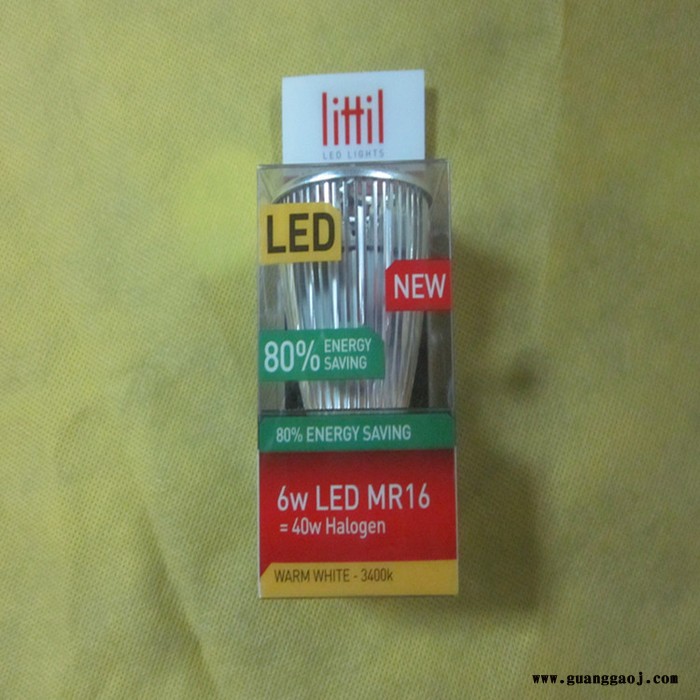 littil
LED LIGHTS
LED
NEW
80% ENERGY
SAVING
80% ENERGY SAVING
6w LED MR16
= 40w Halogen
WARM WHITE - 3400k
www.guanggaoj.com